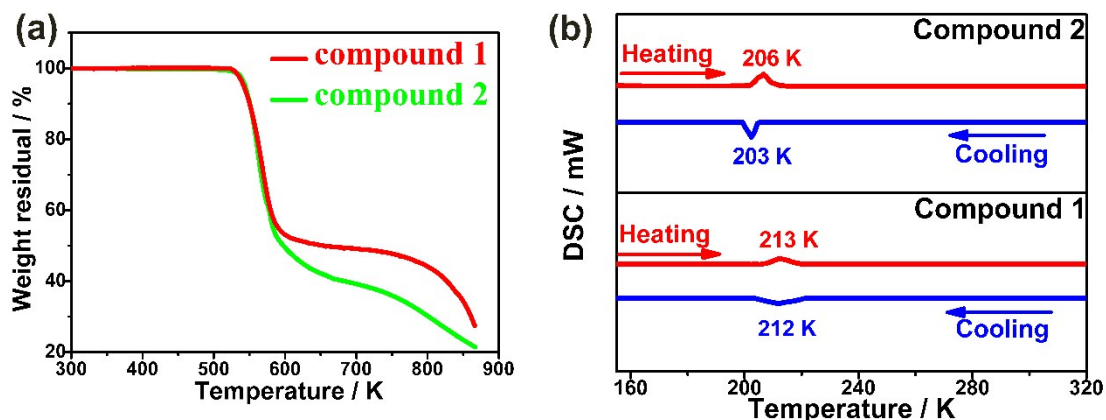 (a)
compound 1
compound 2
Weight residual / %
100
80
60
40
20
300
400
500
600
700
800
900
Temperature / K
(b)
Compound 2
Heating
206 K
203 K
Cooling
DSC / mW
Compound 1
Heating
213 K
212 K
Cooling
160
200
240
280
320
Temperature / K